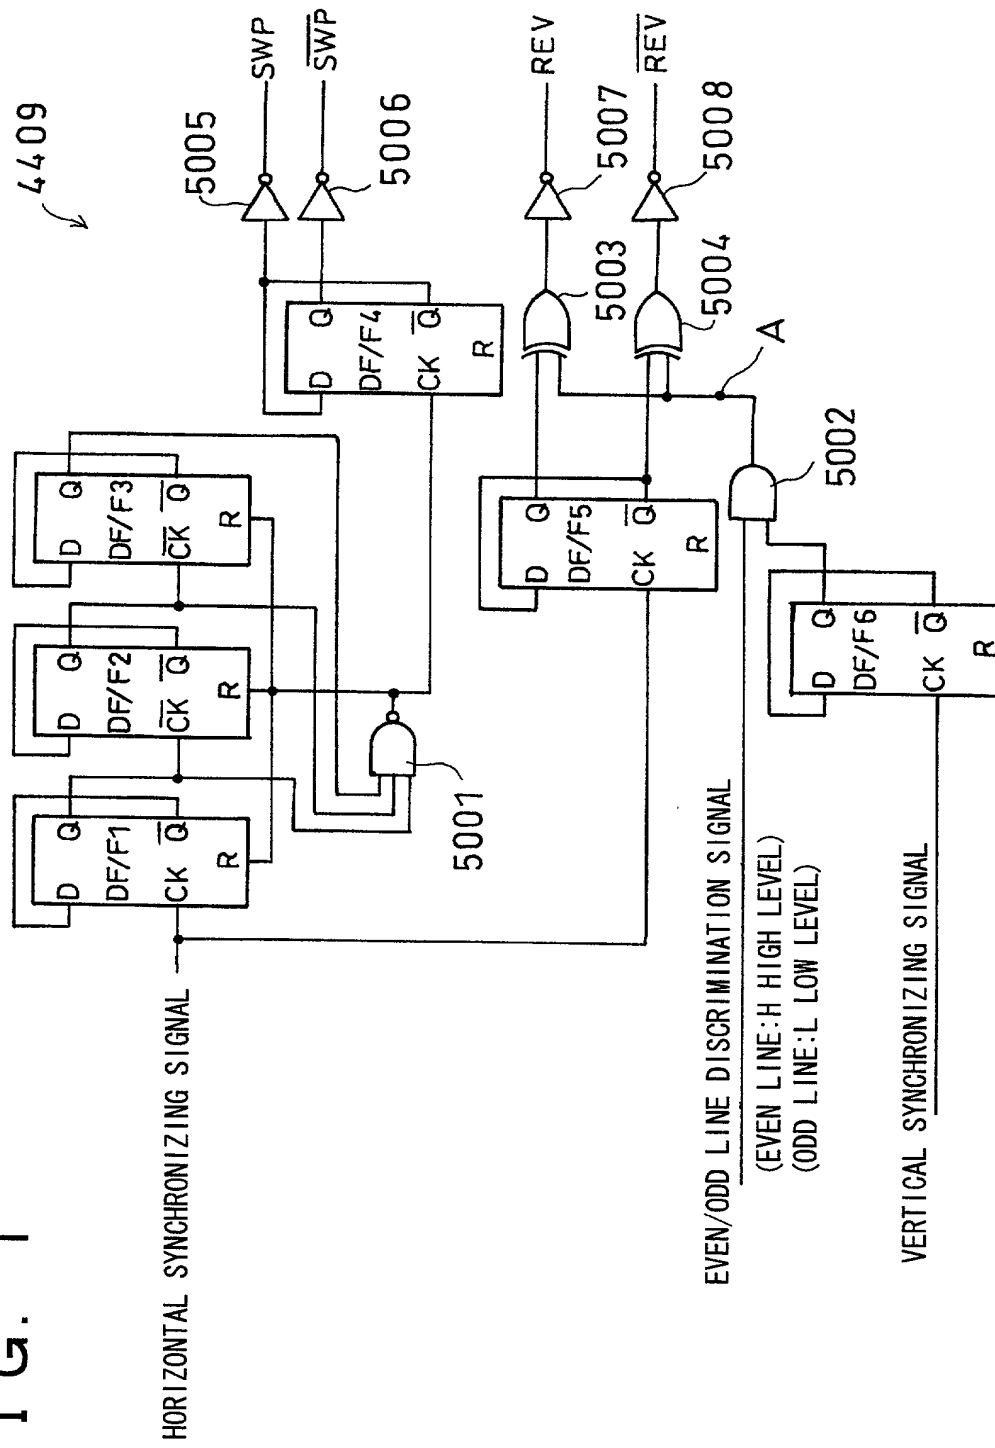 FIG. 1
4409
HORIZONTAL SYNCHRONIZING SIGNAL
D Q
DF/F1
CK Q
R
D Q
DF/F2
CK Q
R
D Q
DF/F3
CK Q
R
5001
D Q
DF/F4
CK Q
R
5005
SWP
5006
SWP
D Q
DF/F5
CK Q
R
5003
5007
REV
5004
5008
REV
A
5002
EVEN/ODD LINE DISCRIMINATION SIGNAL
(EVEN LINE:H HIGH LEVEL)
(ODD LINE:L LOW LEVEL)
D Q
DF/F6
CK Q
R
VERTICAL SYNCHRONIZING SIGNAL